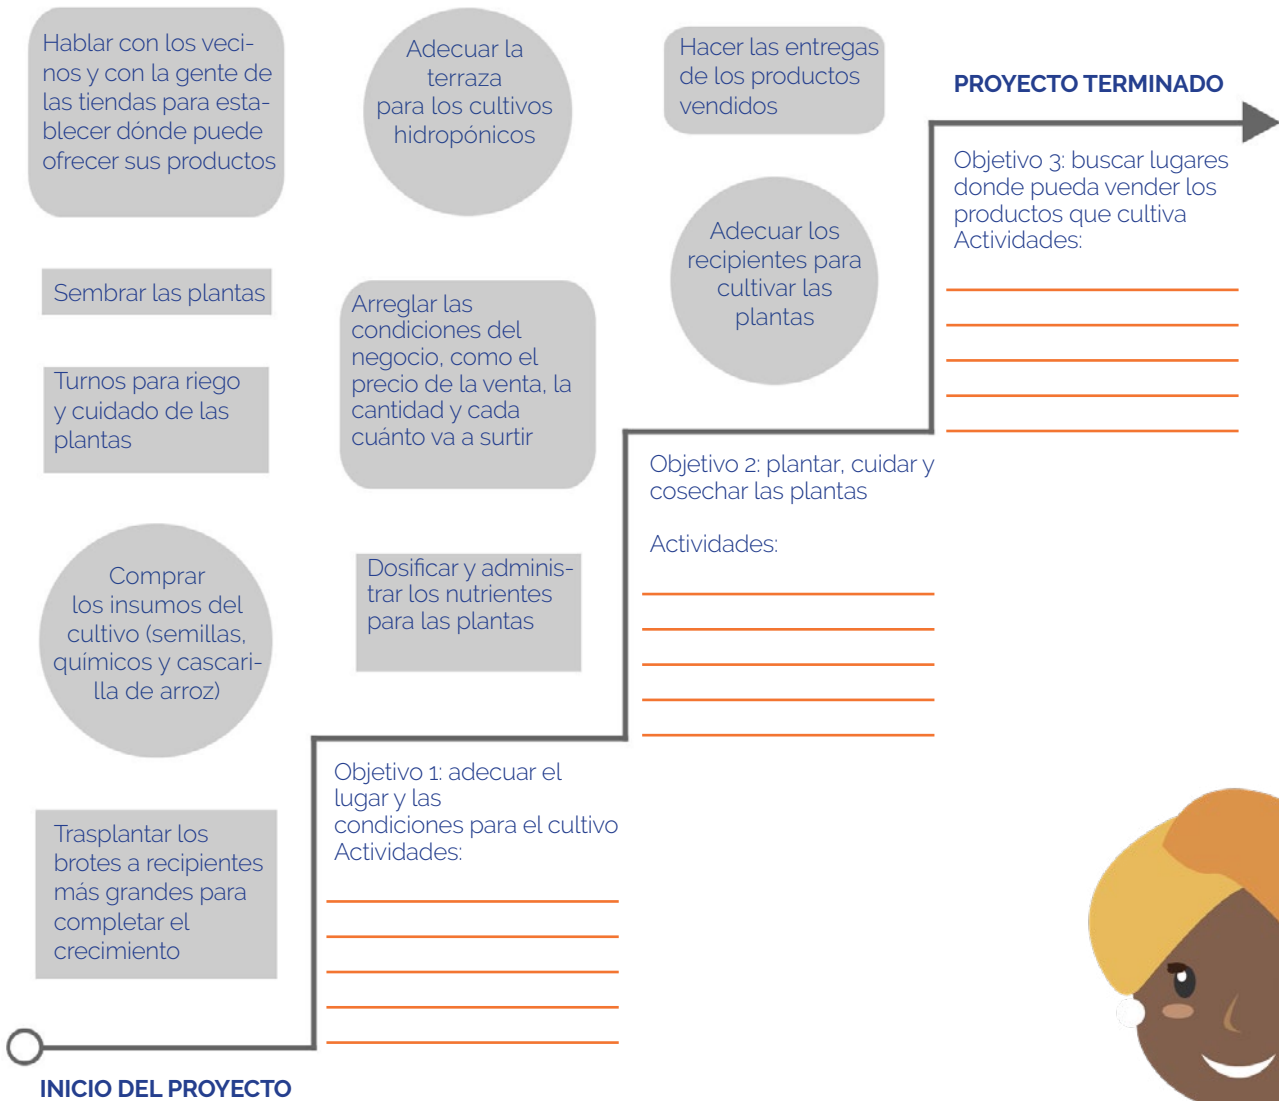 Hablar con los veci-
nos y con la gente de
las tiendas para esta-
blecer dónde puede
ofrecer sus productos
Adecuar la
terraza
para los cultivos
hidropónicos
Hacer las entregas
de los productos
vendidos
PROYECTO TERMINADO
Objetivo 3: buscar lugares
donde pueda vender los
productos que cultiva
Actividades:
Adecuar los
recipientes para
cultivar las
plantas
Sembrar las plantas
Arreglar las
condiciones del
negocio, como el
precio de la venta, la
cantidad y cada
cuánto va a surtir
Turnos para riego
y cuidado de las
plantas
Objetivo 2: plantar, cuidar y
cosechar las plantas
Actividades:
Comprar
los insumos del
cultivo (semillas,
químicos y cascari-
lla de arroz)
Dosificar y adminis-
trar los nutrientes
para las plantas
Objetivo 1: adecuar el
lugar y las
condiciones para el cultivo
Actividades:
Trasplantar los
brotes a recipientes
más grandes para
completar el
crecimiento
INICIO DEL PROYECTO